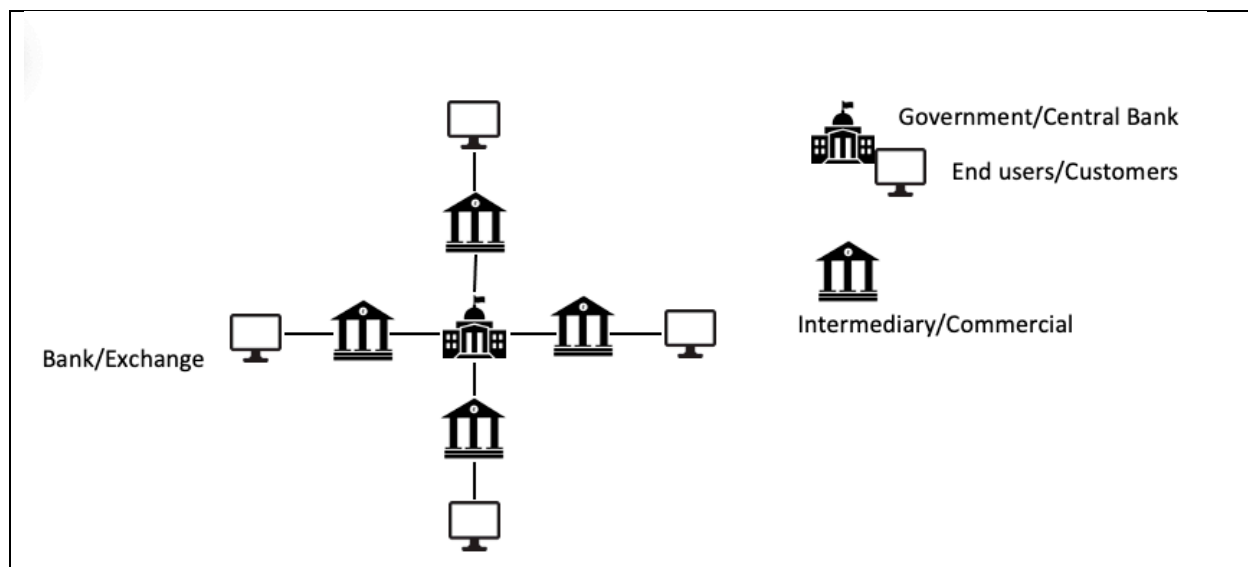 Government/Central Bank
End users/Customers
Intermediary/Commercial
Bank/Exchange